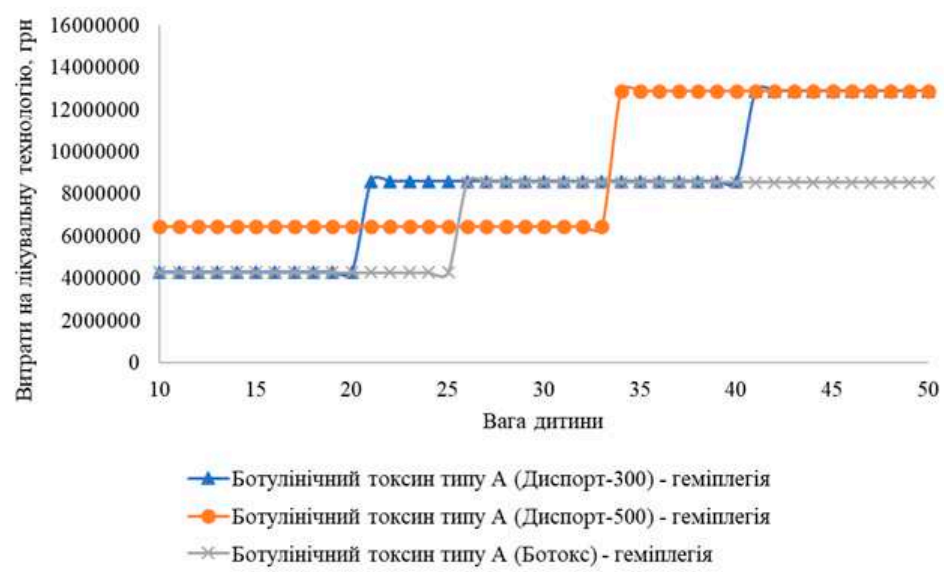 Витрати на лікувальну технологію, грн
16000000
14000000
12000000
10000000
8000000
6000000
4000000
2000000
0
10 15 20 25 30 35 40 45 50
Вага дитини
Ботулінічний токсин типу А (Диспорт-300) - геміплегія
Ботулінічний токсин типу А (Диспорт-500) - геміплегія
Ботулінічний токсин типу А (Ботокс) - геміплегія